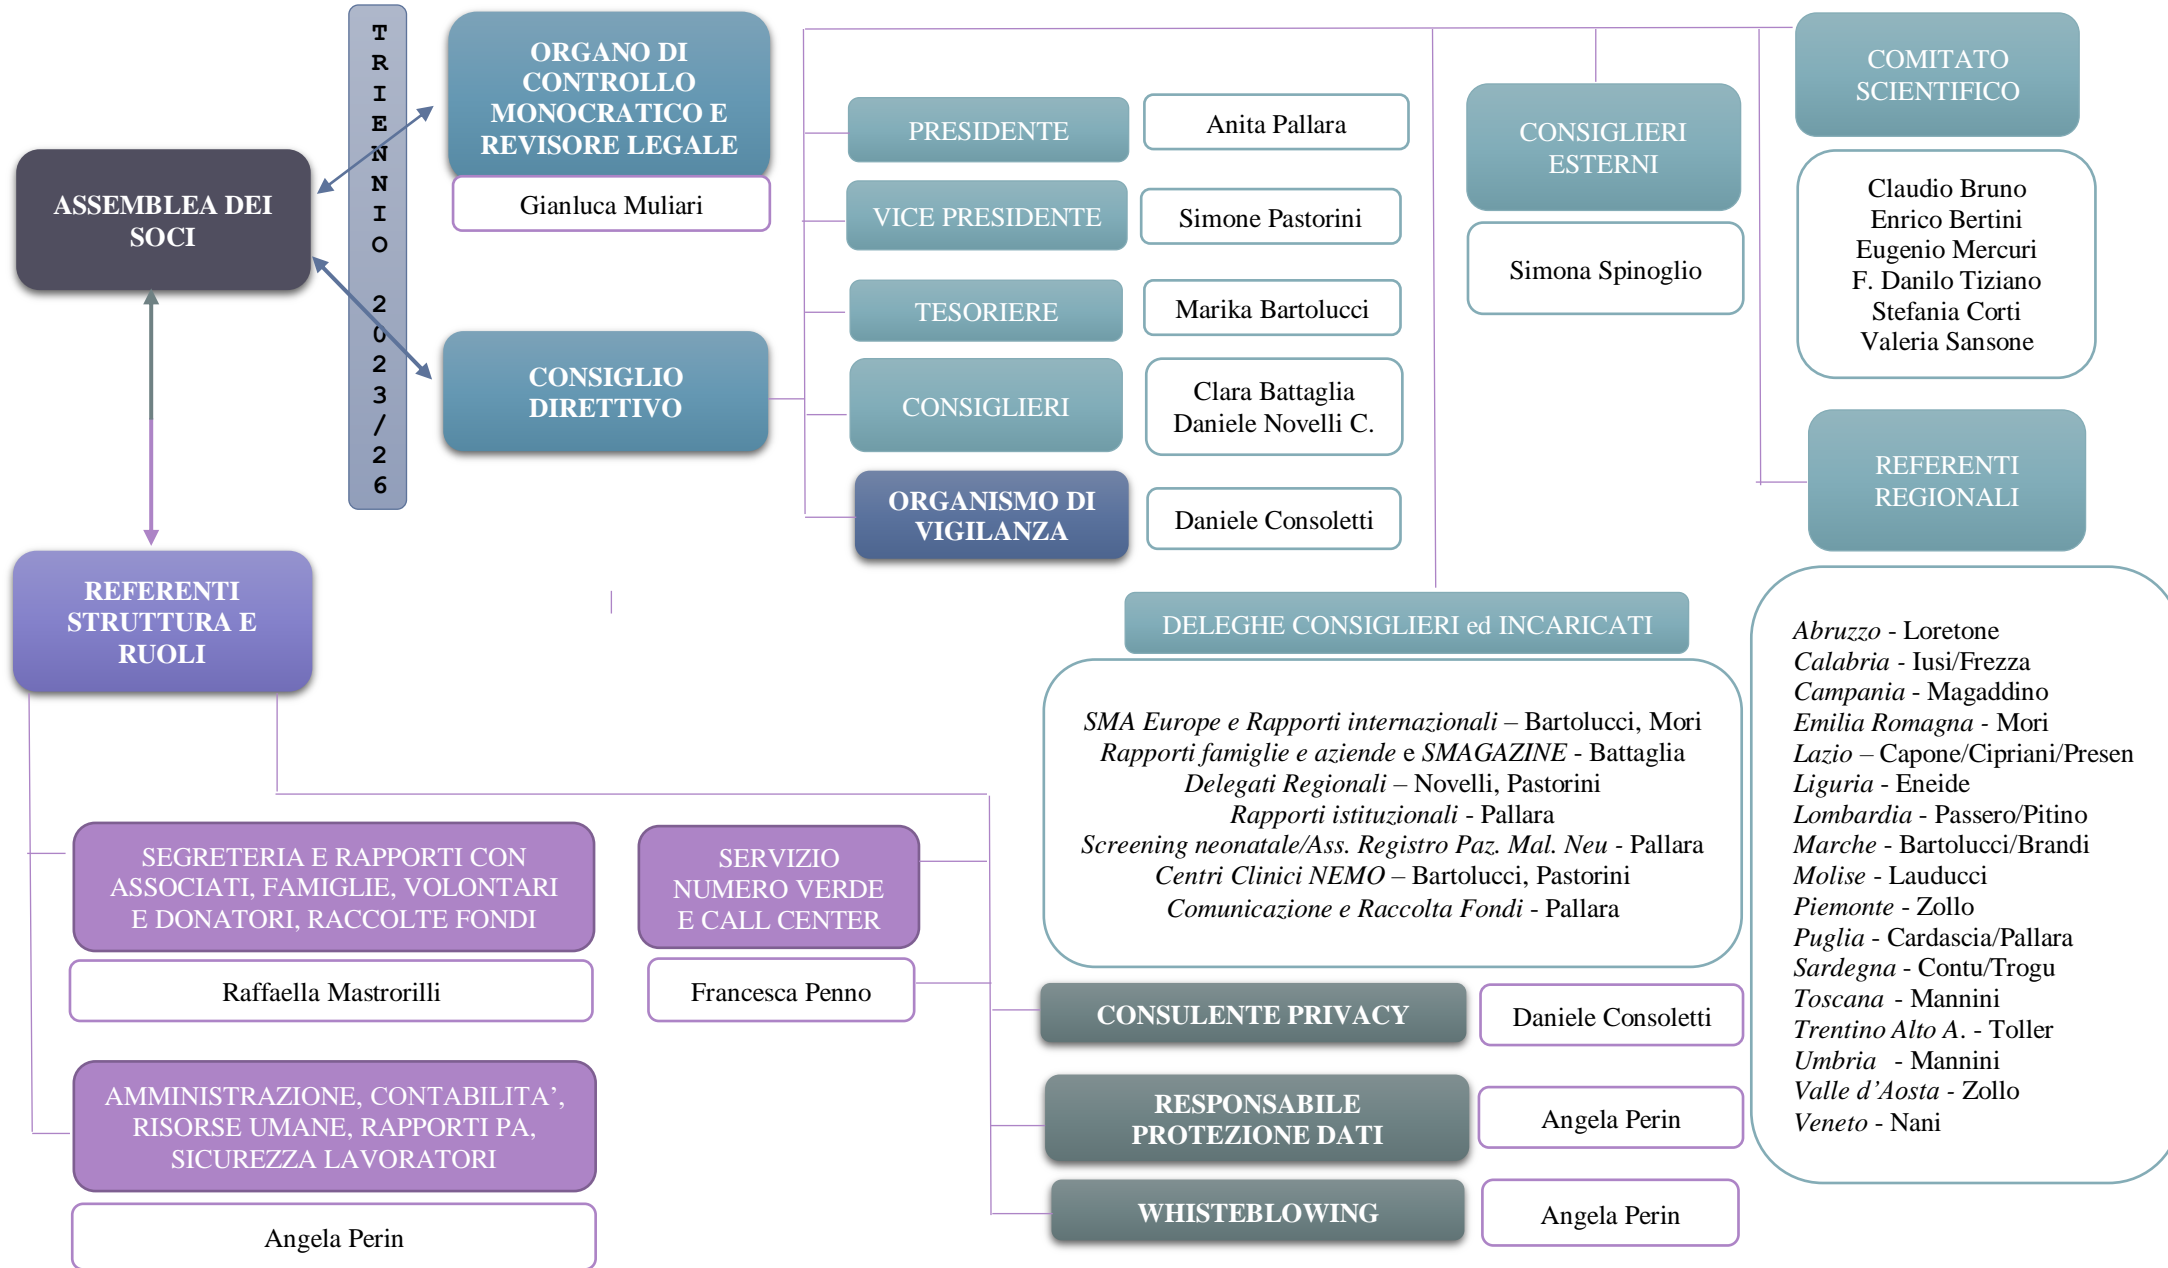 TRIENNIO 2023/26
ASSEMBLEA DEI
SOCI
ORGANO DI
CONTROLLO
MONOCRATICO E
REVISORE LEGALE
Gianluca Muliari
CONSIGLIO
DIRETTIVO
PRESIDENTE
Anita Pallara
VICE PRESIDENTE
Simone Pastorini
TESORIERE
Marika Bartolucci
CONSIGLIERI
Clara Battaglia
Daniele Novelli C.
ORGANISMO DI
VIGILANZA
Daniele Consoletti
CONSIGLIERI
ESTERNI
Simona Spinoglio
COMITATO
SCIENTIFICO
Claudio Bruno
Enrico Bertini
Eugenio Mercuri
F. Danilo Tiziano
Stefania Corti
Valeria Sansone
REFERENTI
REGIONALI
Abruzzo - Loretone
Calabria - Iusi/Frezza
Campania - Magaddino
Emilia Romagna - Mori
Lazio – Capone/Cipriani/Presen
Liguria - Eneide
Lombardia - Passero/Pitino
Marche - Bartolucci/Brandi
Molise - Lauducci
Piemonte - Zollo
Puglia - Cardascia/Pallara
Sardegna - Contu/Trogu
Toscana - Mannini
Trentino Alto A. - Toller
Umbria - Mannini
Valle d’Aosta - Zollo
Veneto - Nani
DELEGHE CONSIGLIERI ed INCARICATI
SMA Europe e Rapporti internazionali – Bartolucci, Mori
Rapporti famiglie e aziende e SMAGAZINE - Battaglia
Delegati Regionali – Novelli, Pastorini
Rapporti istituzionali - Pallara
Screening neonatale/Ass. Registro Paz. Mal. Neu - Pallara
Centri Clinici NEMO – Bartolucci, Pastorini
Comunicazione e Raccolta Fondi - Pallara
REFERENTI
STRUTTURA E
RUOLI
SEGRETERIA E RAPPORTI CON
ASSOCIATI, FAMIGLIE, VOLONTARI
E DONATORI, RACCOLTE FONDI
Raffaella Mastrorilli
AMMINISTRAZIONE, CONTABILITA’,
RISORSE UMANE, RAPPORTI PA,
SICUREZZA LAVORATORI
Angela Perin
SERVIZIO
NUMERO VERDE
E CALL CENTER
Francesca Penno
CONSULENTE PRIVACY
Daniele Consoletti
RESPONSABILE
PROTEZIONE DATI
Angela Perin
WHISTEBLOWING
Angela Perin